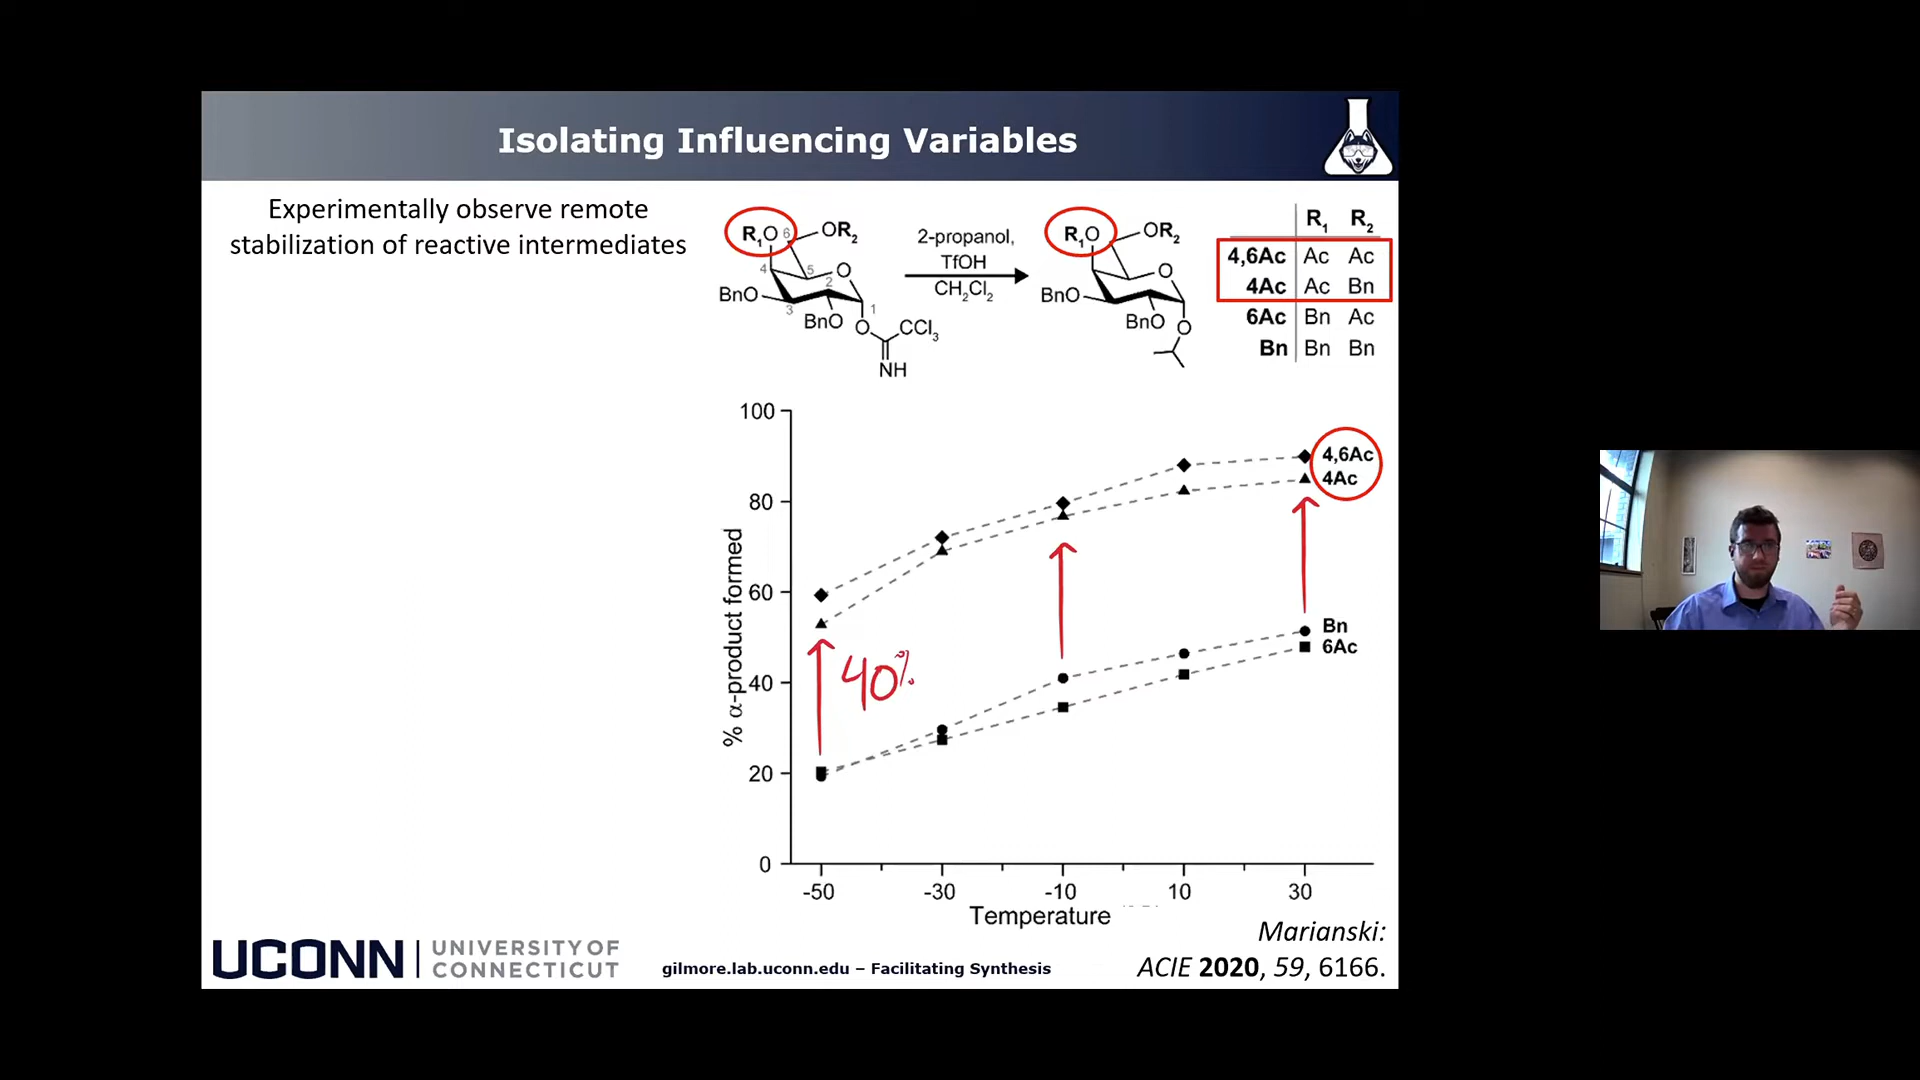 Isolating Influencing Variables
Experimentally observe remote
stabilization of reactive intermediates
R₁O 6 OR₂
4 5 O
BnO 3 2 1
BnO O CCl₃
NH
2-propanol,
TfOH
CH₂Cl₂
R₁O OR₂
O
BnO
BnO O
R₁ R₂
4,6Ac Ac Ac
4Ac Ac Bn
6Ac Bn Ac
Bn Bn Bn
% α-product formed
100
80
60
40
20
0
4,6Ac
4Ac
Bn
6Ac
40%
-50 -30 -10 10 30
Temperature
Marianski:
ACIE 2020, 59, 6166.
UCONN | UNIVERSITY OF
CONNECTICUT
gilmore.lab.uconn.edu – Facilitating Synthesis